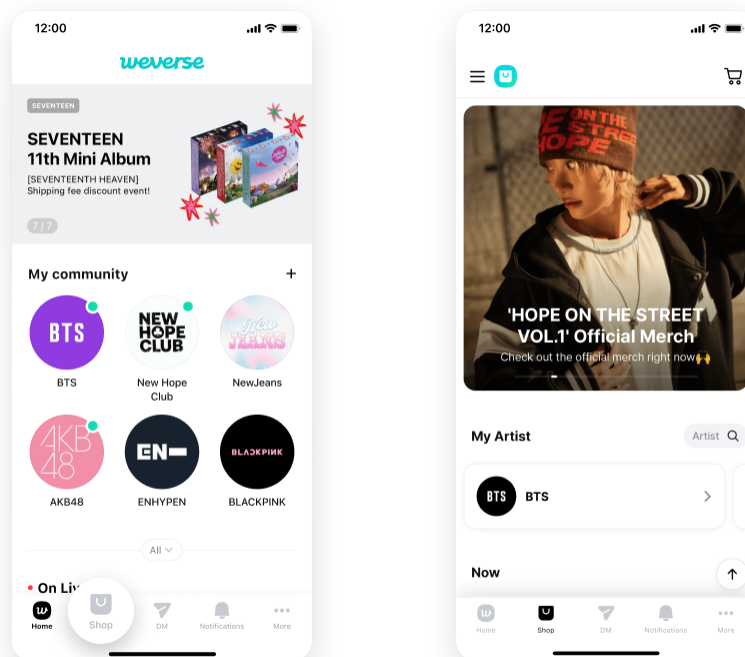 12:00
weverse
SEVENTEEN
SEVENTEEN
11th Mini Album
[SEVENTEENTH HEAVEN]
Shipping fee discount event!
7 / 7
My community
+
BTS
NEW
HOPE
CLUB
New
JEANS
BTS
New Hope
Club
NewJeans
AKB
48
EN-
BLACKPINK
AKB48
ENHYPEN
BLACKPINK
All
On Liv
w
Home
Shop
DM
Notifications
More
12:00
ON THE
STREET
HOPE
'HOPE ON THE STREET
VOL.1' Official Merch
Check out the official merch right now🙌
My Artist
Artist
BTS
BTS
Now
w
Home
Shop
DM
Notifications
More